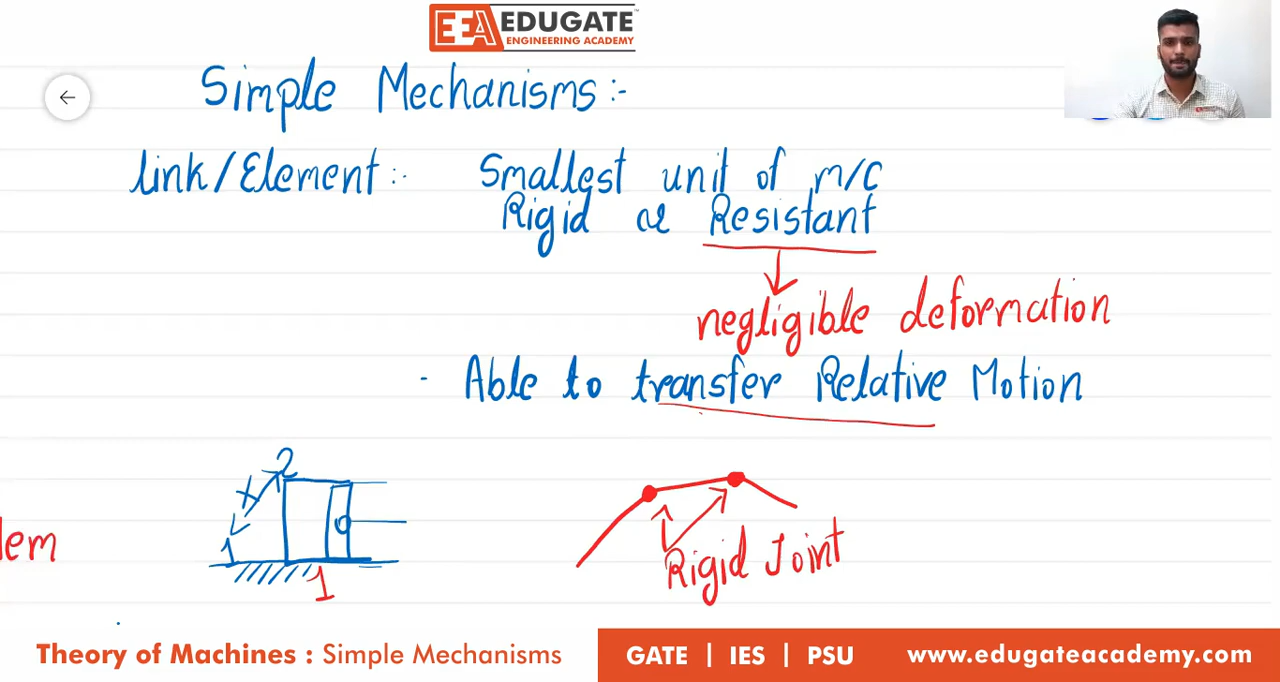 EEA EDUGATE
ENGINEERING ACADEMY
Simple Mechanisms :-
Link/Element :- Smallest unit of m/c
Rigid or Resistant
negligible deformation
- Able to transfer Relative Motion
2
1
1
lem
Rigid Joint
Theory of Machines : Simple Mechanisms
GATE | IES | PSU www.edugateacademy.com